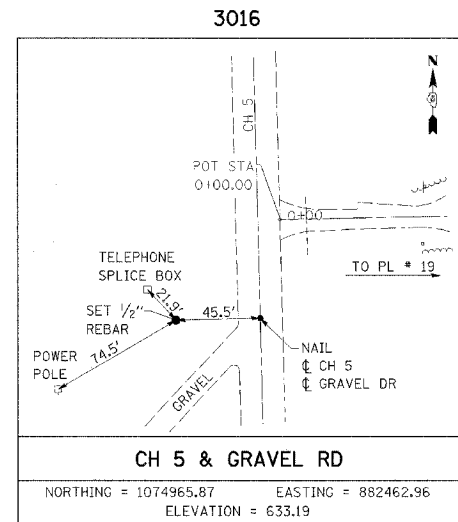 3016
N
CH 5
POT STA
0+00.00
0+00
TELEPHONE
SPLICE BOX
TO PL # 19
21.9'
SET 1/2"
REBAR
45.5'
74.5'
POWER
POLE
NAIL
℄ CH 5
℄ GRAVEL DR
GRAVEL
CH 5 & GRAVEL RD
NORTHING = 1074965.87 EASTING = 882462.96
ELEVATION = 633.19